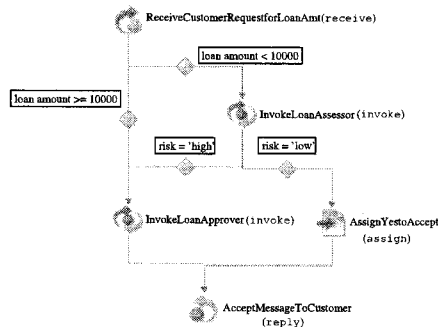 ReceiveCustomerRequestforLoanAmt(receive)
loan amount < 10000
loan amount >= 10000
InvokeLoanAssessor(invoke)
risk = 'high'
risk = 'low'
InvokeLoanApprover(invoke)
AssignYestoAccept
(assign)
AcceptMessageToCustomer
(reply)